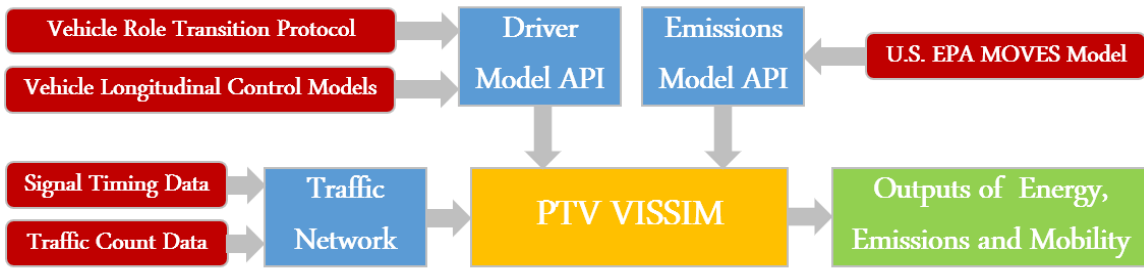 Vehicle Role Transition Protocol
Vehicle Longitudinal Control Models
Driver
Model API
Emissions
Model API
U.S. EPA MOVES Model
Signal Timing Data
Traffic Count Data
Traffic
Network
PTV VISSIM
Outputs of Energy,
Emissions and Mobility